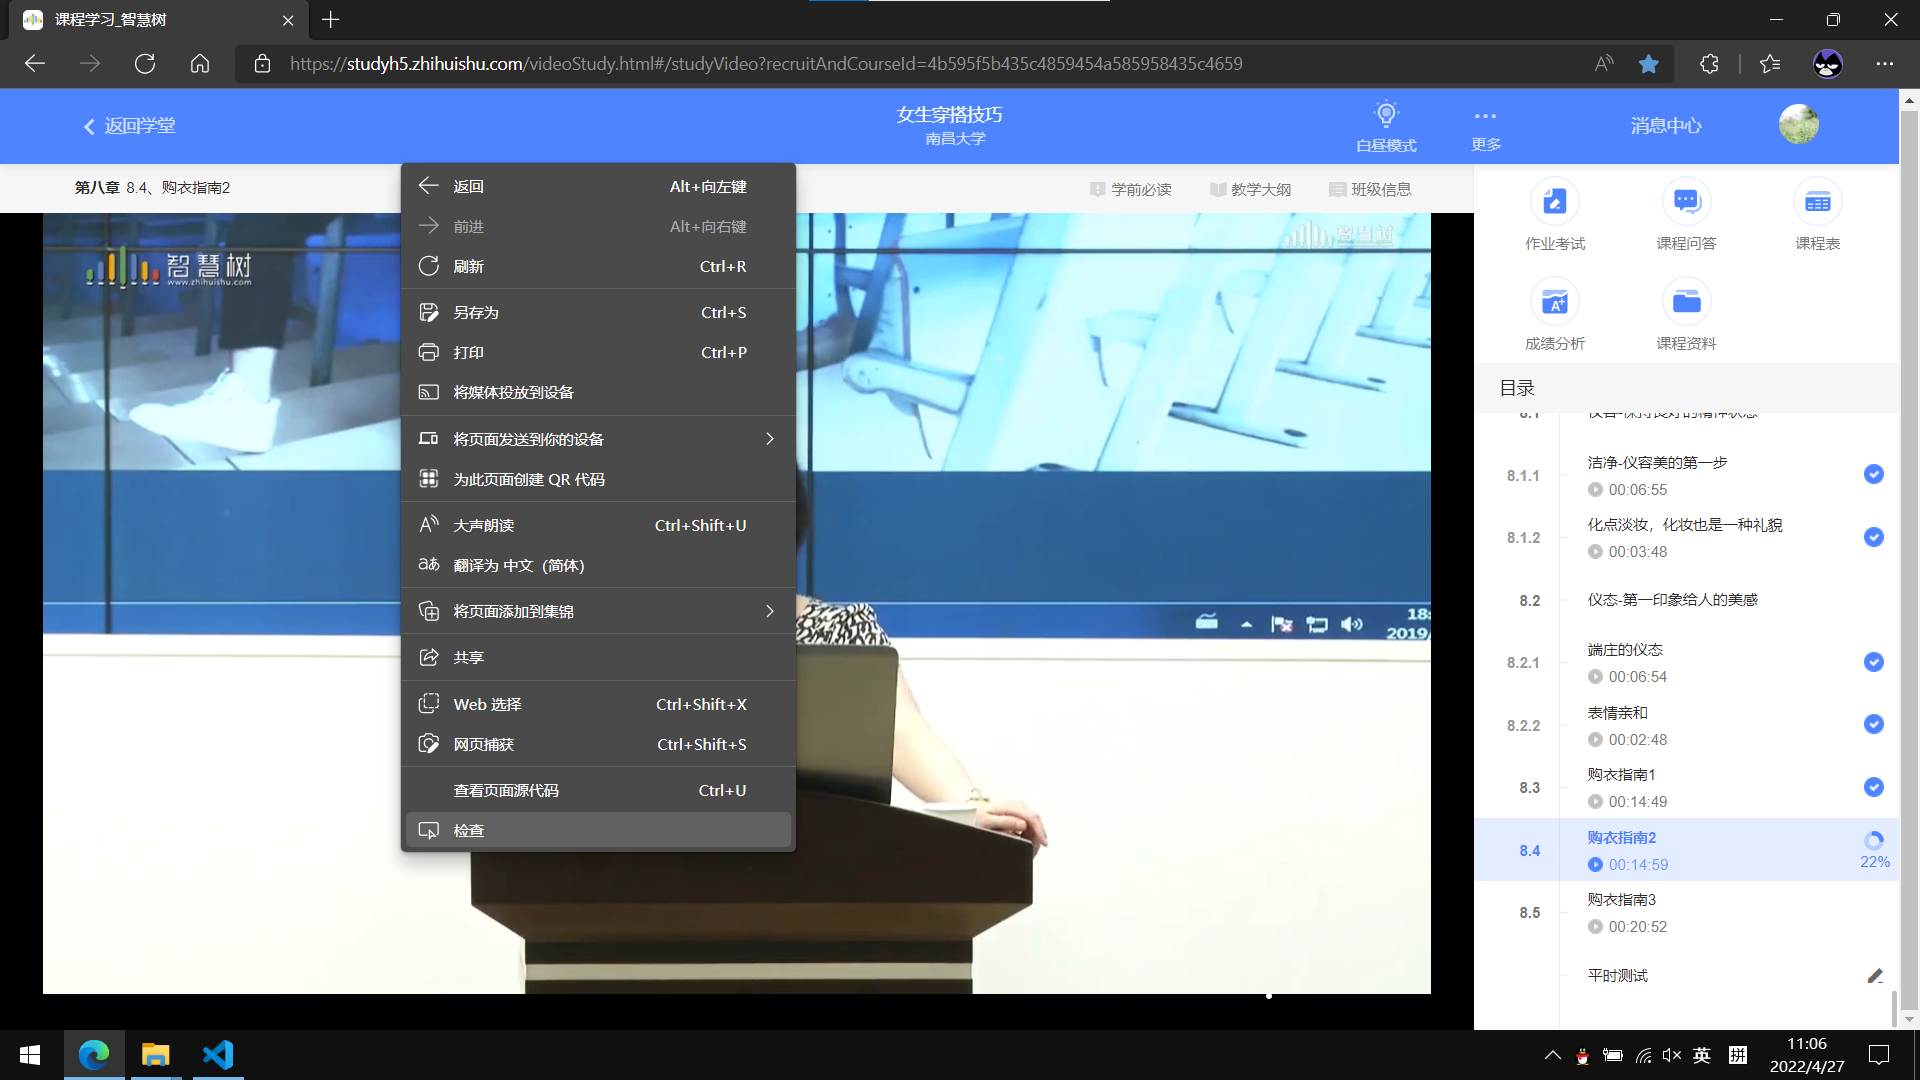 课程学习_智慧树
https://studyh5.zhihuishu.com/videoStudy.html#/studyVideo?recruitAndCourseId=4b595f5b435c4859454a585958435c4659
返回学堂
女生穿搭技巧
南昌大学
白昼模式
更多
消息中心
第八章 8.4、购衣指南2
学前必读
教学大纲
班级信息
智慧树
www.zhihuishu.com
智慧树
返回 Alt+向左键
前进 Alt+向右键
刷新 Ctrl+R
另存为 Ctrl+S
打印 Ctrl+P
将媒体投放到设备
将页面发送到你的设备
为此页面创建 QR 代码
大声朗读 Ctrl+Shift+U
翻译为 中文 (简体)
将页面添加到集锦
共享
Web 选择 Ctrl+Shift+X
网页捕获 Ctrl+Shift+S
查看页面源代码 Ctrl+U
检查
18:
2019/
作业考试
课程问答
课程表
成绩分析
课程资料
目录
8.1 仪容-保持良好的精神状态
8.1.1 洁净-仪容美的第一步
00:06:55
8.1.2 化点淡妆，化妆也是一种礼貌
00:03:48
8.2 仪态-第一印象给人的美感
8.2.1 端庄的仪态
00:06:54
8.2.2 表情亲和
00:02:48
8.3 购衣指南1
00:14:49
8.4 购衣指南2
00:14:59
22%
8.5 购衣指南3
00:20:52
平时测试
英
拼
11:06
2022/4/27